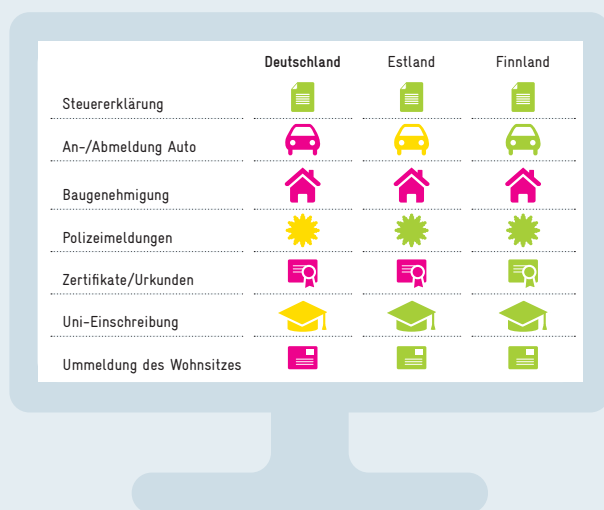 Deutschland Estland Finnland
Steuererklärung
An-/Abmeldung Auto
Baugenehmigung
Polizeimeldungen
Zertifikate/Urkunden
Uni-Einschreibung
Ummeldung des Wohnsitzes